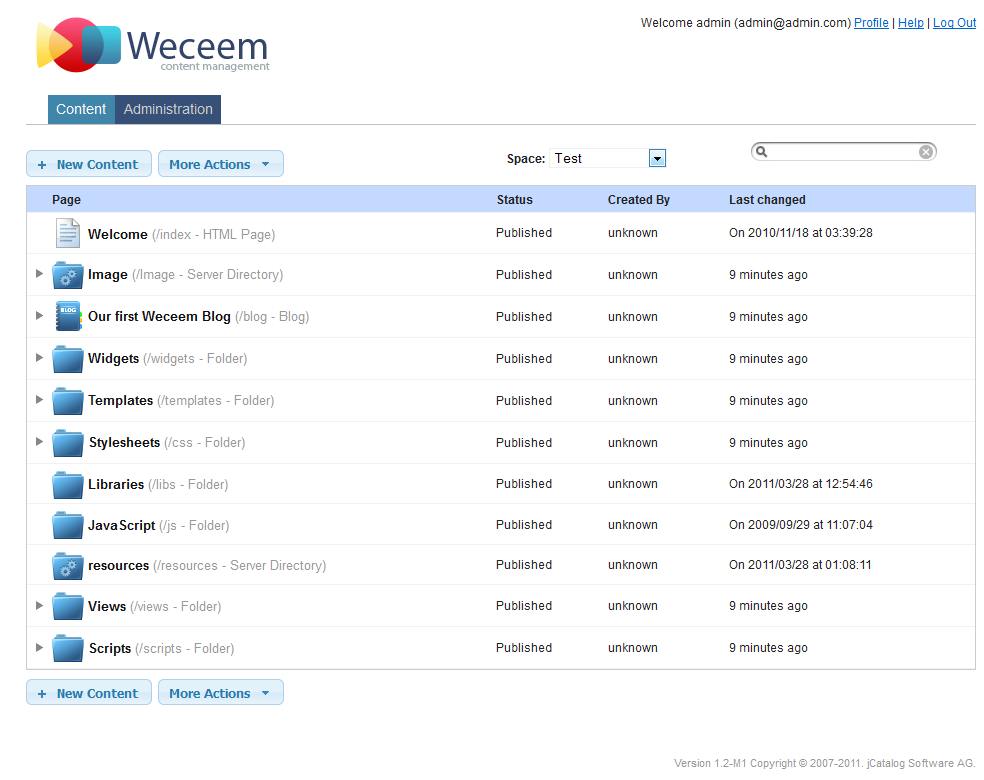 Welcome admin (admin@admin.com) Profile | Help | Log Out
Weceem
content management
Content Administration
+ New Content More Actions Space: Test
Page Status Created By Last changed
Welcome (/index - HTML Page) Published unknown On 2010/11/18 at 03:39:28
Image (/Image - Server Directory) Published unknown 9 minutes ago
BLOG
Our first Weceem Blog (/blog - Blog) Published unknown 9 minutes ago
Widgets (/widgets - Folder) Published unknown 9 minutes ago
Templates (/templates - Folder) Published unknown 9 minutes ago
Stylesheets (/css - Folder) Published unknown 9 minutes ago
Libraries (/libs - Folder) Published unknown On 2011/03/28 at 12:54:46
JavaScript (/js - Folder) Published unknown On 2009/09/29 at 11:07:04
resources (/resources - Server Directory) Published unknown On 2011/03/28 at 01:08:11
Views (/views - Folder) Published unknown 9 minutes ago
Scripts (/scripts - Folder) Published unknown 9 minutes ago
+ New Content More Actions
Version 1.2-M1 Copyright © 2007-2011. jCatalog Software AG.